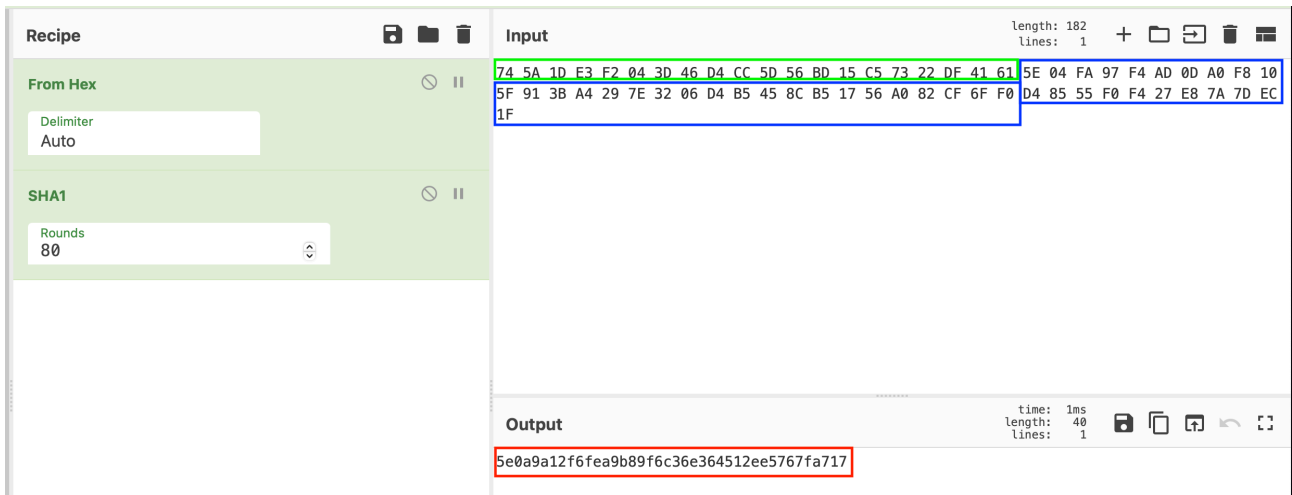 Recipe
From Hex
Delimiter
Auto
SHA1
Rounds
80
Input
length: 182
lines: 1
74 5A 1D E3 F2 04 3D 46 D4 CC 5D 56 BD 15 C5 73 22 DF 41 61 5E 04 FA 97 F4 AD 0D A0 F8 10
5F 91 3B A4 29 7E 32 06 D4 B5 45 8C B5 17 56 A0 82 CF 6F F0 D4 85 55 F0 F4 27 E8 7A 7D EC
1F
Output
time: 1ms
length: 40
lines: 1
5e0a9a12f6fea9b89f6c36e364512ee5767fa717